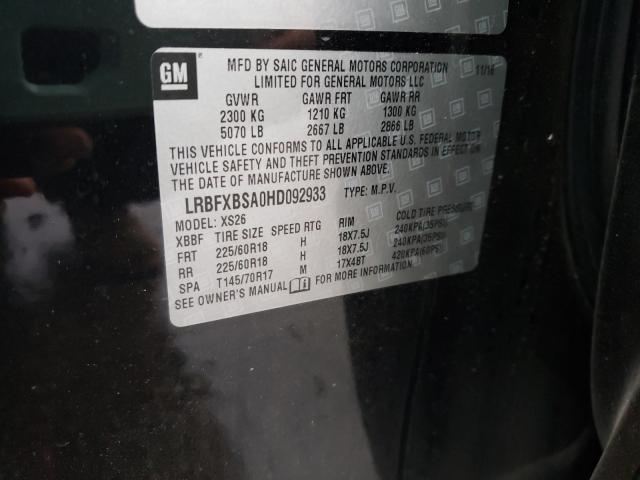 GM
MFD BY SAIC GENERAL MOTORS CORPORATION 11/16
LIMITED FOR GENERAL MOTORS LLC
GVWR GAWR FRT GAWR RR
2300 KG 1210 KG 1300 KG
5070 LB 2667 LB 2866 LB
THIS VEHICLE CONFORMS TO ALL APPLICABLE U.S. FEDERAL MOTOR
VEHICLE SAFETY AND THEFT PREVENTION STANDARDS IN EFFECT ON
THE DATE OF MANUFACTURE SHOWN ABOVE.
LRBFXBSA0HD092933 TYPE: M.P.V.
MODEL: XS26
XBBF TIRE SIZE SPEED RTG RIM COLD TIRE PRESSURE
FRT 225/60R18 H 18X7.5J 240KPA(35PSI)
RR 225/60R18 H 18X7.5J 240KPA(35PSI)
SPA T145/70R17 M 17X4BT 420KPA(60PSI)
SEE OWNER'S MANUAL FOR MORE INFORMATION